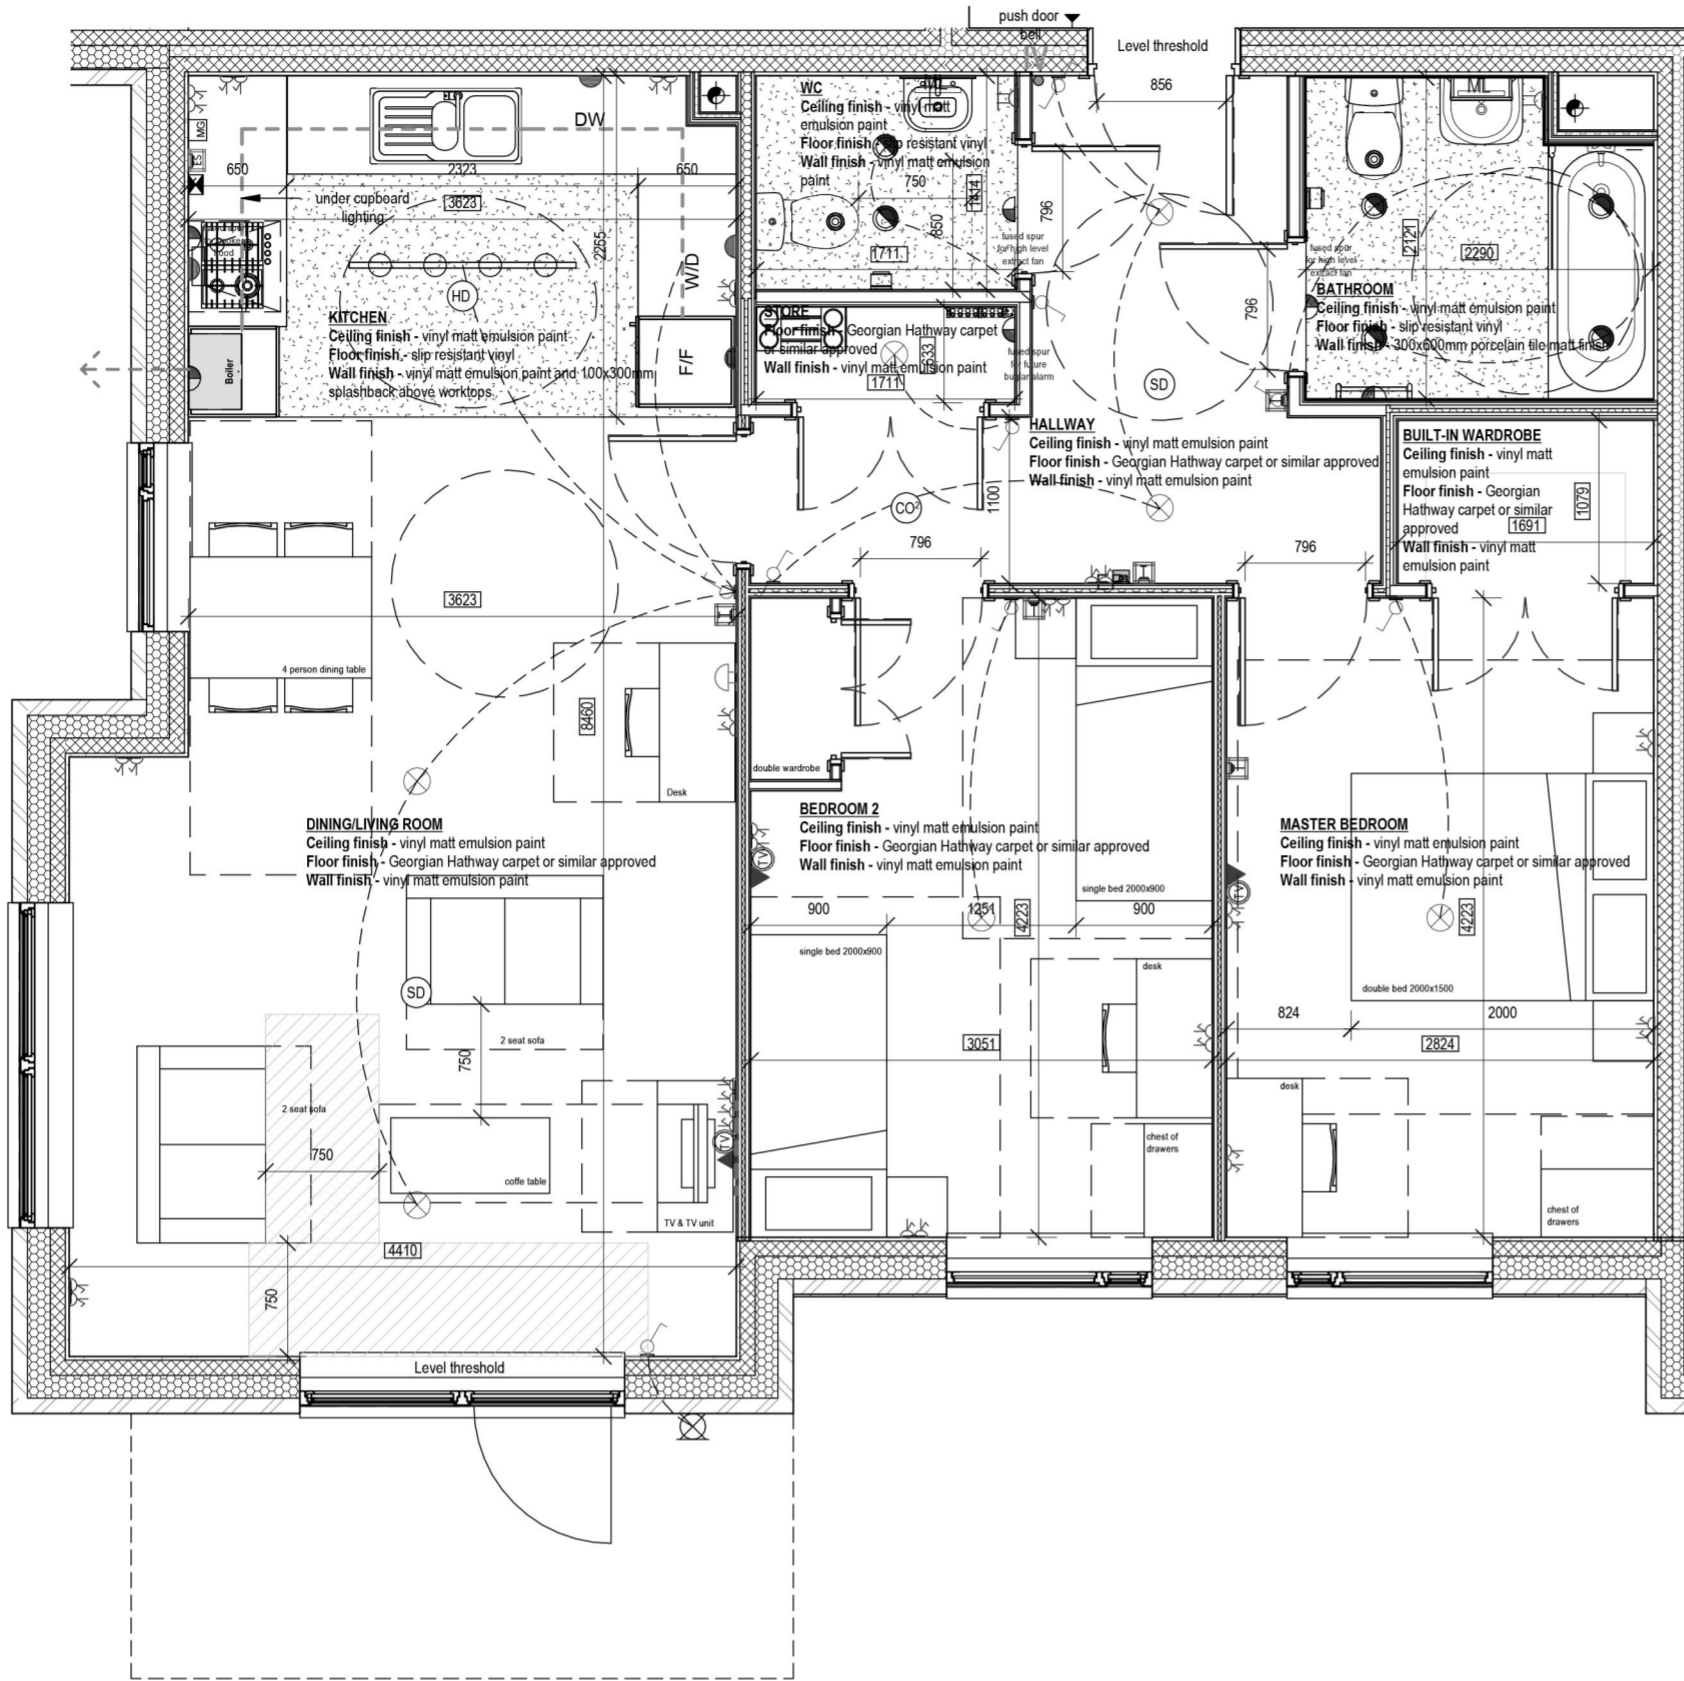 push door
bell
Level threshold
856
MG
ES
DW
650
2323
650
3623
under cupboard
lighting
2255
W/D
HD
F/F
Boiler
KITCHEN
Ceiling finish - vinyl matt emulsion paint
Floor finish - slip resistant vinyl
Wall finish - vinyl matt emulsion paint and 100x300mm
splashback above worktops
WC
Ceiling finish - vinyl matt
emulsion paint
Floor finish - slip resistant vinyl
Wall finish - vinyl matt emulsion
paint
ML
750
1414
850
1711
fused spur
for high level
extract fan
796
STORE
Floor finish - Georgian Hathway carpet
or similar approved
Wall finish - vinyl matt emulsion paint
633
1711
fused spur
for future
burglar alarm
SD
796
ML
2121
2290
fused spur
for high level
extract fan
BATHROOM
Ceiling finish - vinyl matt emulsion paint
Floor finish - slip resistant vinyl
Wall finish - 300x600mm porcelain tile matt finish
HALLWAY
Ceiling finish - vinyl matt emulsion paint
Floor finish - Georgian Hathway carpet or similar approved
Wall finish - vinyl matt emulsion paint
1100
CO²
796
796
BUILT-IN WARDROBE
Ceiling finish - vinyl matt
emulsion paint
Floor finish - Georgian
Hathway carpet or similar
approved
Wall finish - vinyl matt
emulsion paint
1691
1079
3623
4 person dining table
8460
Desk
DINING/LIVING ROOM
Ceiling finish - vinyl matt emulsion paint
Floor finish - Georgian Hathway carpet or similar approved
Wall finish - vinyl matt emulsion paint
SD
2 seat sofa
750
2 seat sofa
750
coffe table
TV
TV & TV unit
4410
750
Level threshold
double wardrobe
BEDROOM 2
Ceiling finish - vinyl matt emulsion paint
Floor finish - Georgian Hathway carpet or similar approved
Wall finish - vinyl matt emulsion paint
TV
single bed 2000x900
900
1251
900
4223
single bed 2000x900
desk
3051
chest of
drawers
MASTER BEDROOM
Ceiling finish - vinyl matt emulsion paint
Floor finish - Georgian Hathway carpet or similar approved
Wall finish - vinyl matt emulsion paint
TV
4223
double bed 2000x1500
824
2000
2824
desk
chest of
drawers